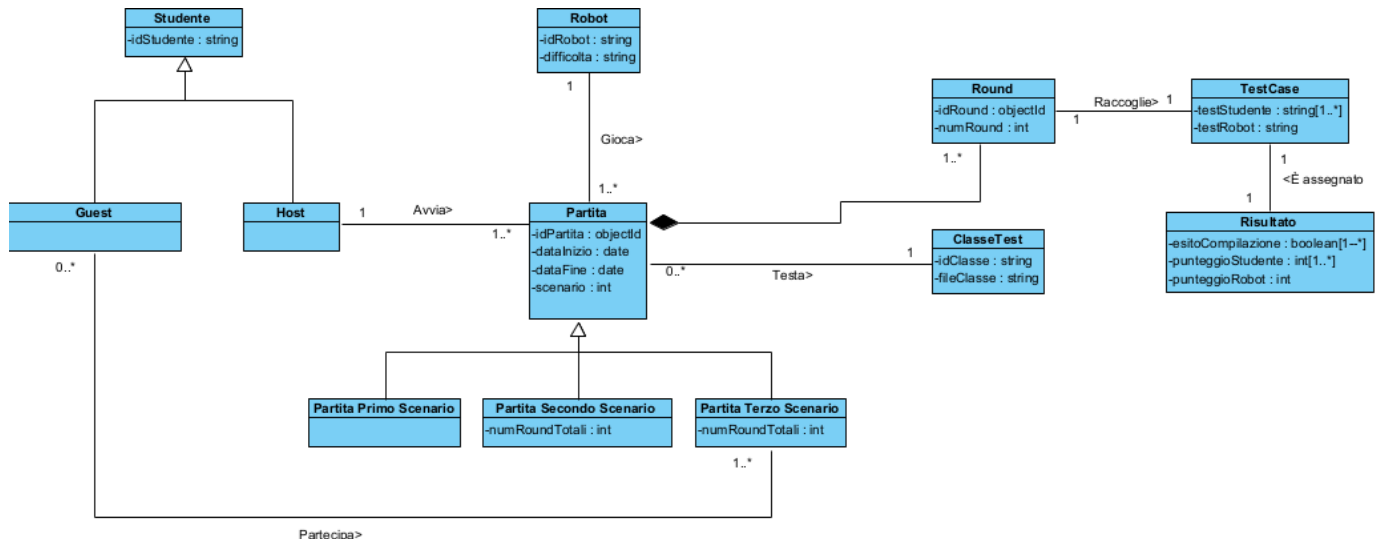 Studente
-idStudente : string
Robot
-idRobot : string
-difficolta : string
1
Gioca>
1..*
Round
-idRound : objectId
-numRound : int
1..*
Raccoglie>
1
1
TestCase
-testStudente : string[1..*]
-testRobot : string
1
<È assegnato
1
Guest
0..*
Host
1
Avvia>
1..*
Partita
-idPartita : objectId
-dataInizio : date
-dataFine : date
-scenario : int
0..*
Testa>
1
ClasseTest
-idClasse : string
-fileClasse : string
Risultato
-esitoCompilazione : boolean[1--*]
-punteggioStudente : int[1..*]
-punteggioRobot : int
Partita Primo Scenario
Partita Secondo Scenario
-numRoundTotali : int
Partita Terzo Scenario
-numRoundTotali : int
1..*
Partecipa>